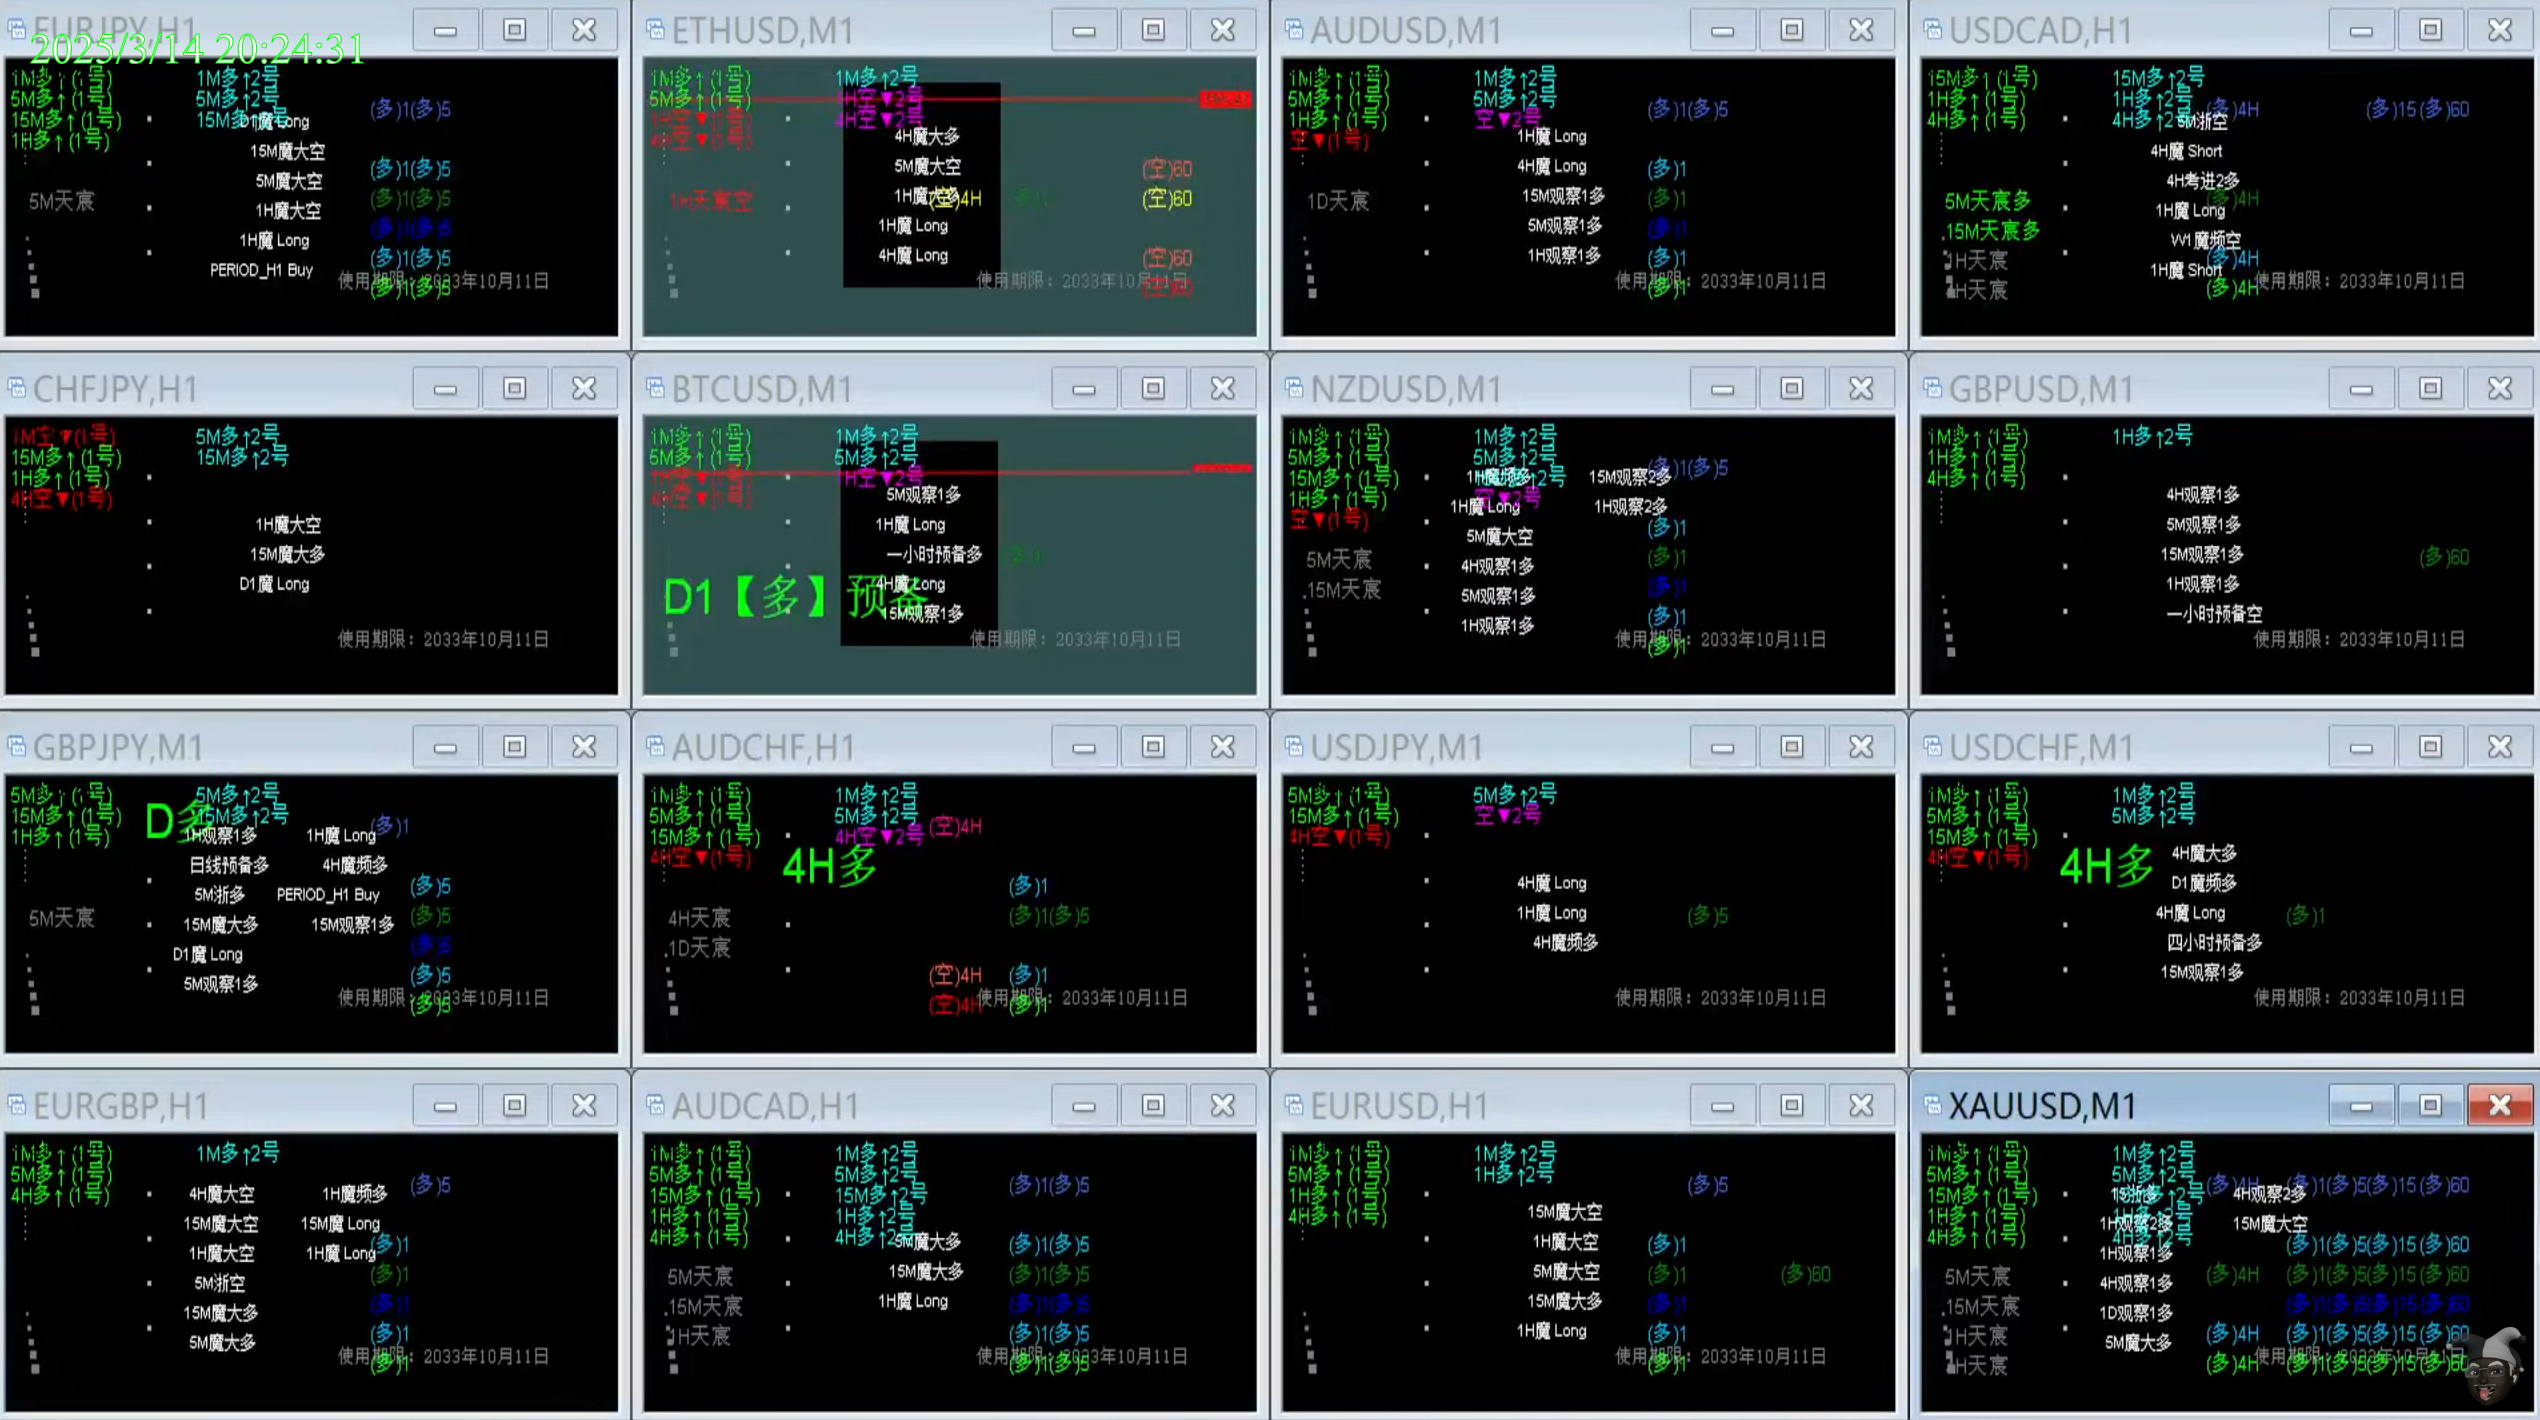 EURJPY,H1
2025/3/14 20:24:31
1M多↑(1号) 1M多↑2号
5M多↑(1号) 5M多↑2号 (多)1(多)5
15M多↑(1号) 15M多 D1魔 Long
1H多↑(1号)
15M魔大空
5M魔大空 (多)1(多)5
5M天宸 (多)1(多)5
1H魔大空
(多)1(多)5
1H魔 Long
(多)1(多)5
PERIOD_H1 Buy
使用期限: 2033年10月11日
(多)1(多)5
ETHUSD,M1
1M多↑(1号) 1M多↑2号
5M多↑(1号) 1H空▼2号
1H空▼(1号) 4H空▼2号
4H空▼(1号) 4H魔大多
5M魔大空 (空)60
1H天宸空 1H魔大多 (空)4H (空)60
1H魔 Long
4H魔 Long (空)60
使用期限: 2033年10月11日
AUDUSD,M1
1M多↑(1号) 1M多↑2号
5M多↑(1号) 5M多↑2号 (多)1(多)5
1H多↑(1号) 空▼2号
空▼(1号) 1H魔 Long
4H魔 Long (多)1
1D天宸 15M观察1多 (多)1
5M观察1多 (多)1
1H观察1多 (多)1
使用期限: 2033年10月11日
(多)1
USDCAD,H1
15M多↑(1号) 15M多↑2号
1H多↑(1号) 1H多↑2号 (多)4H (多)15(多)60
4H多↑(1号) 4H多↑2 5M浙空
4H魔 Short
4H考进2多
5M天宸多 (多)4H
1H魔 Long
15M天宸多 W1魔频空
1H天宸 (多)4H
1H魔 Short
4H天宸 (多)4H 使用期限: 2033年10月11日
CHFJPY,H1
1M空▼(1号) 5M多↑2号
15M多↑(1号) 15M多↑2号
1H多↑(1号)
4H空▼(1号)
1H魔大空
15M魔大多
D1魔 Long
使用期限: 2033年10月11日
BTCUSD,M1
1M多↑(1号) 1M多↑2号
5M多↑(1号) 5M多↑2号
1H空▼(1号) 1H空▼2号
4H空▼(1号) 5M观察1多
1H魔 Long
一小时预备多
4H魔 Long
D1【多】预备
15M观察1多
使用期限: 2033年10月11日
NZDUSD,M1
1M多↑(1号) 1M多↑2号
5M多↑(1号) 5M多↑2号 (多)1(多)5
15M多↑(1号) 1H魔频多 2号 15M观察2多
1H多↑(1号) 空▼2号
1H魔 Long 1H观察2多
空▼(1号) (多)1
5M魔大空
5M天宸 4H观察1多 (多)1
15M天宸 5M观察1多 (多)1
1H观察1多 (多)1
使用期限: 2033年10月11日
(多)1
GBPUSD,M1
1M多↑(1号) 1H多↑2号
1H多↑(1号)
4H多↑(1号)
4H观察1多
5M观察1多
15M观察1多 (多)60
1H观察1多
一小时预备空
使用期限: 2033年10月11日
GBPJPY,M1
5M多↑(1号) 5M多↑2号
15M多↑(1号) D多 15M多↑2号
1H多↑(1号) 1H观察1多 1H魔 Long (多)1
日线预备多 4H魔频多
5M浙多 PERIOD_H1 Buy (多)5
5M天宸 15M魔大多 15M观察1多 (多)5
D1魔 Long (多)5
5M观察1多 (多)5
使用期限: 2033年10月11日
(多)5
AUDCHF,H1
1M多↑(1号) 1M多↑2号
5M多↑(1号) 5M多↑2号
15M多↑(1号) 4H空▼2号 (空)4H
4H空▼(1号) 4H多
(多)1
4H天宸 (多)1(多)5
1D天宸
(空)4H (多)1
(空)4H 使用期限: 2033年10月11日
(多)1
USDJPY,M1
5M多↑(1号) 5M多↑2号
15M多↑(1号) 空▼2号
4H空▼(1号)
4H魔 Long
1H魔 Long (多)5
4H魔频多
使用期限: 2033年10月11日
USDCHF,M1
1M多↑(1号) 1M多↑2号
5M多↑(1号) 5M多↑2号
15M多↑(1号)
4H空▼(1号) 4H多 4H魔大多
D1魔频多
4H魔 Long (多)1
四小时预备多
15M观察1多
使用期限: 2033年10月11日
EURGBP,H1
1M多↑(1号) 1M多↑2号
5M多↑(1号)
4H多↑(1号) 4H魔大空 1H魔频多 (多)5
15M魔大空 15M魔 Long
1H魔大空 1H魔 Long (多)1
5M浙空 (多)1
15M魔大多 (多)1
5M魔大多 (多)1
使用期限: 2033年10月11日
(多)1
AUDCAD,H1
1M多↑(1号) 1M多↑2号
5M多↑(1号) 5M多↑2号 (多)1(多)5
15M多↑(1号) 15M多↑2号
1H多↑(1号) 1H多↑2号
4H多↑(1号) 4H多↑2 5M魔大多 (多)1(多)5
5M天宸 15M魔大多 (多)1(多)5
15M天宸 1H魔 Long (多)1(多)5
1H天宸 (多)1(多)5
使用期限: 2033年10月11日
(多)1(多)5
EURUSD,H1
1M多↑(1号) 1M多↑2号
5M多↑(1号) 1H多↑2号 (多)5
1H多↑(1号)
4H多↑(1号) 15M魔大空
1H魔大空 (多)1
5M魔大空 (多)1 (多)60
15M魔大多 (多)1
1H魔 Long (多)1
使用期限: 2033年10月11日
(多)1
XAUUSD,M1
1M多↑(1号) 1M多↑2号
5M多↑(1号) 5M多↑2号 (多)4H (多)1(多)5(多)15(多)60
15M多↑(1号) 2号 4H观察2多
1H多↑(1号) 1H观察2多 15M魔大空
4H多↑(1号) 4H多↑2号 (多)1(多)5(多)15(多)60
1H观察1多
5M天宸 4H观察1多 (多)4H (多)1(多)5(多)15(多)60
15M天宸 1D观察1多 (多)1(多)5(多)15(多)60
1H天宸 5M魔大多 (多)4H (多)1(多)5(多)15(多)60
4H天宸 (多)4H (多)1(多)5(多)15(多)60